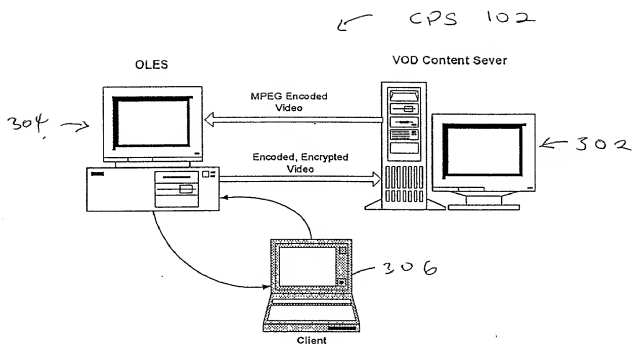 CPS 102
OLES
VOD Content Sever
MPEG Encoded
Video
304
302
Encoded, Encrypted
Video
306
Client